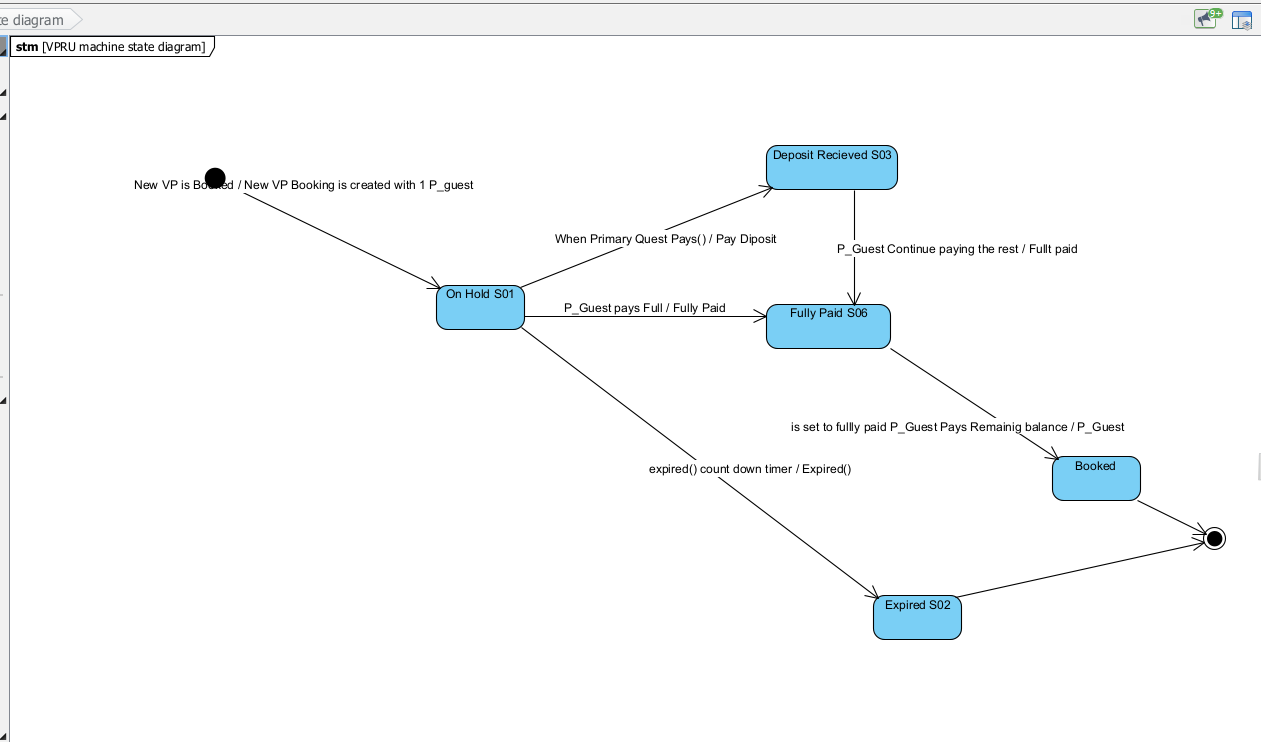 te diagram
9+
stm [VPRU machine state diagram]
Deposit Recieved S03
New VP is Booked / New VP Booking is created with 1 P_guest
When Primary Quest Pays() / Pay Diposit
P_Guest Continue paying the rest / Fullt paid
On Hold S01
P_Guest pays Full / Fully Paid
Fully Paid S06
is set to fullly paid P_Guest Pays Remainig balance / P_Guest
expired() count down timer / Expired()
Booked
Expired S02